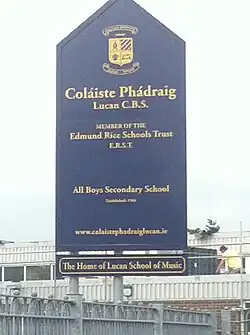 Coláiste Phádraig
Lucan C.B.S.
MEMBER OF THE
Edmund Rice Schools Trust
E.R.S.T.
All Boys Secondary School
www.colaistephadraiglucan.ie
The Home of Lucan School of Music